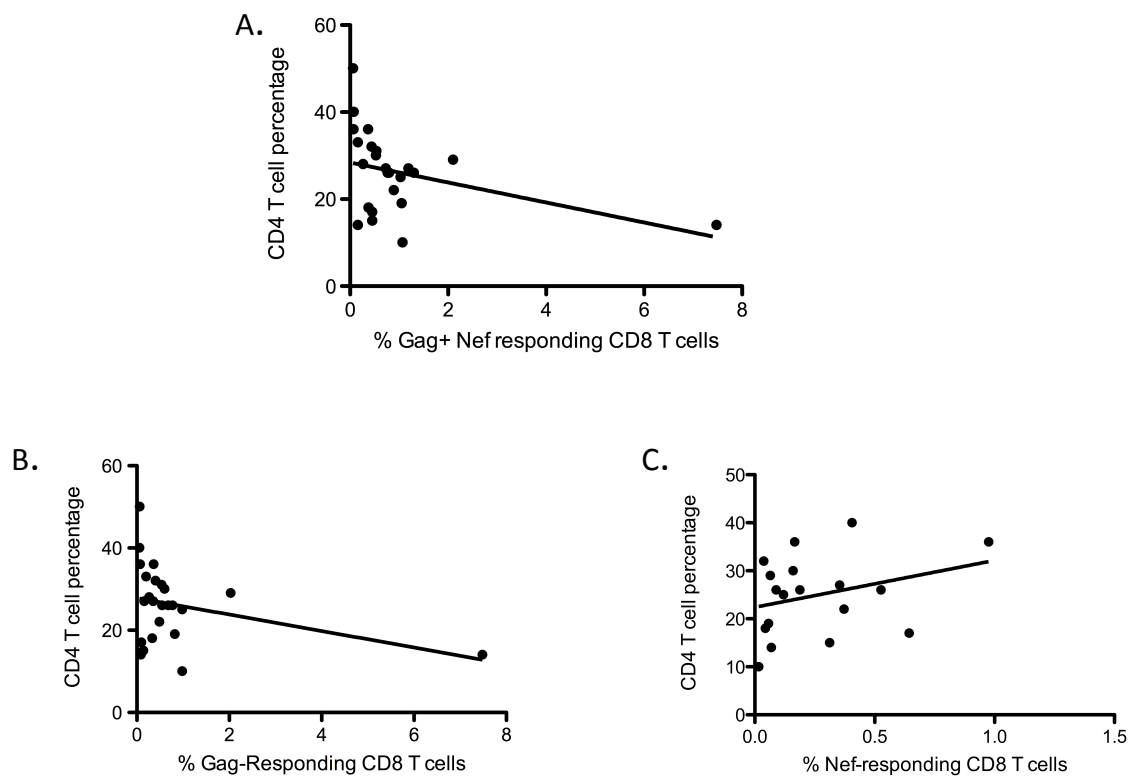 A.
60
40
20
0
CD4 T cell percentage
0 2 4 6 8
% Gag+ Nef responding CD8 T cells
B.
60
40
20
0
CD4 T cell percentage
0 2 4 6 8
% Gag-Responding CD8 T cells
C.
50
40
30
20
10
0
CD4 T cell percentage
0.0 0.5 1.0 1.5
% Nef-responding CD8 T cells